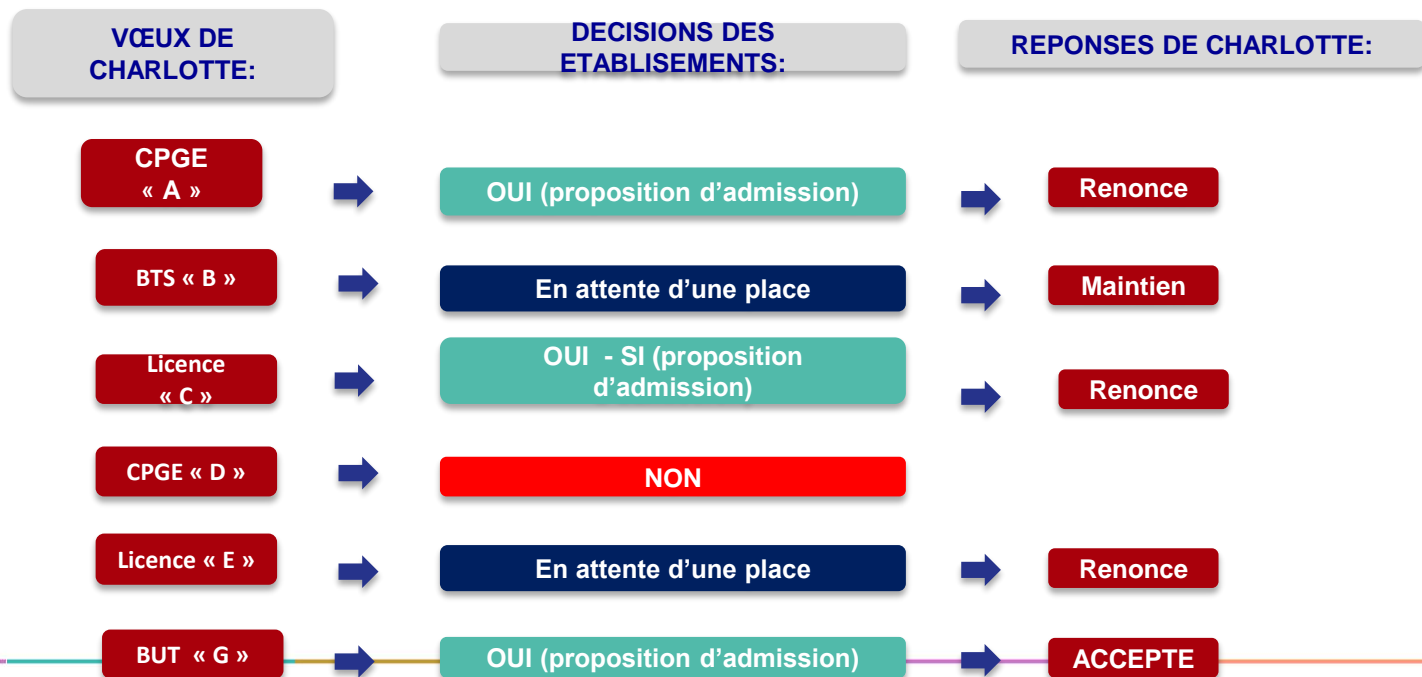 VŒUX DE
CHARLOTTE:
DECISIONS DES
ETABLISEMENTS:
REPONSES DE CHARLOTTE:
CPGE
« A »
OUI (proposition d’admission)
Renonce
BTS « B »
En attente d’une place
Maintien
Licence
« C »
OUI - SI (proposition
d’admission)
Renonce
CPGE « D »
NON
Licence « E »
En attente d’une place
Renonce
BUT « G »
OUI (proposition d’admission)
ACCEPTE